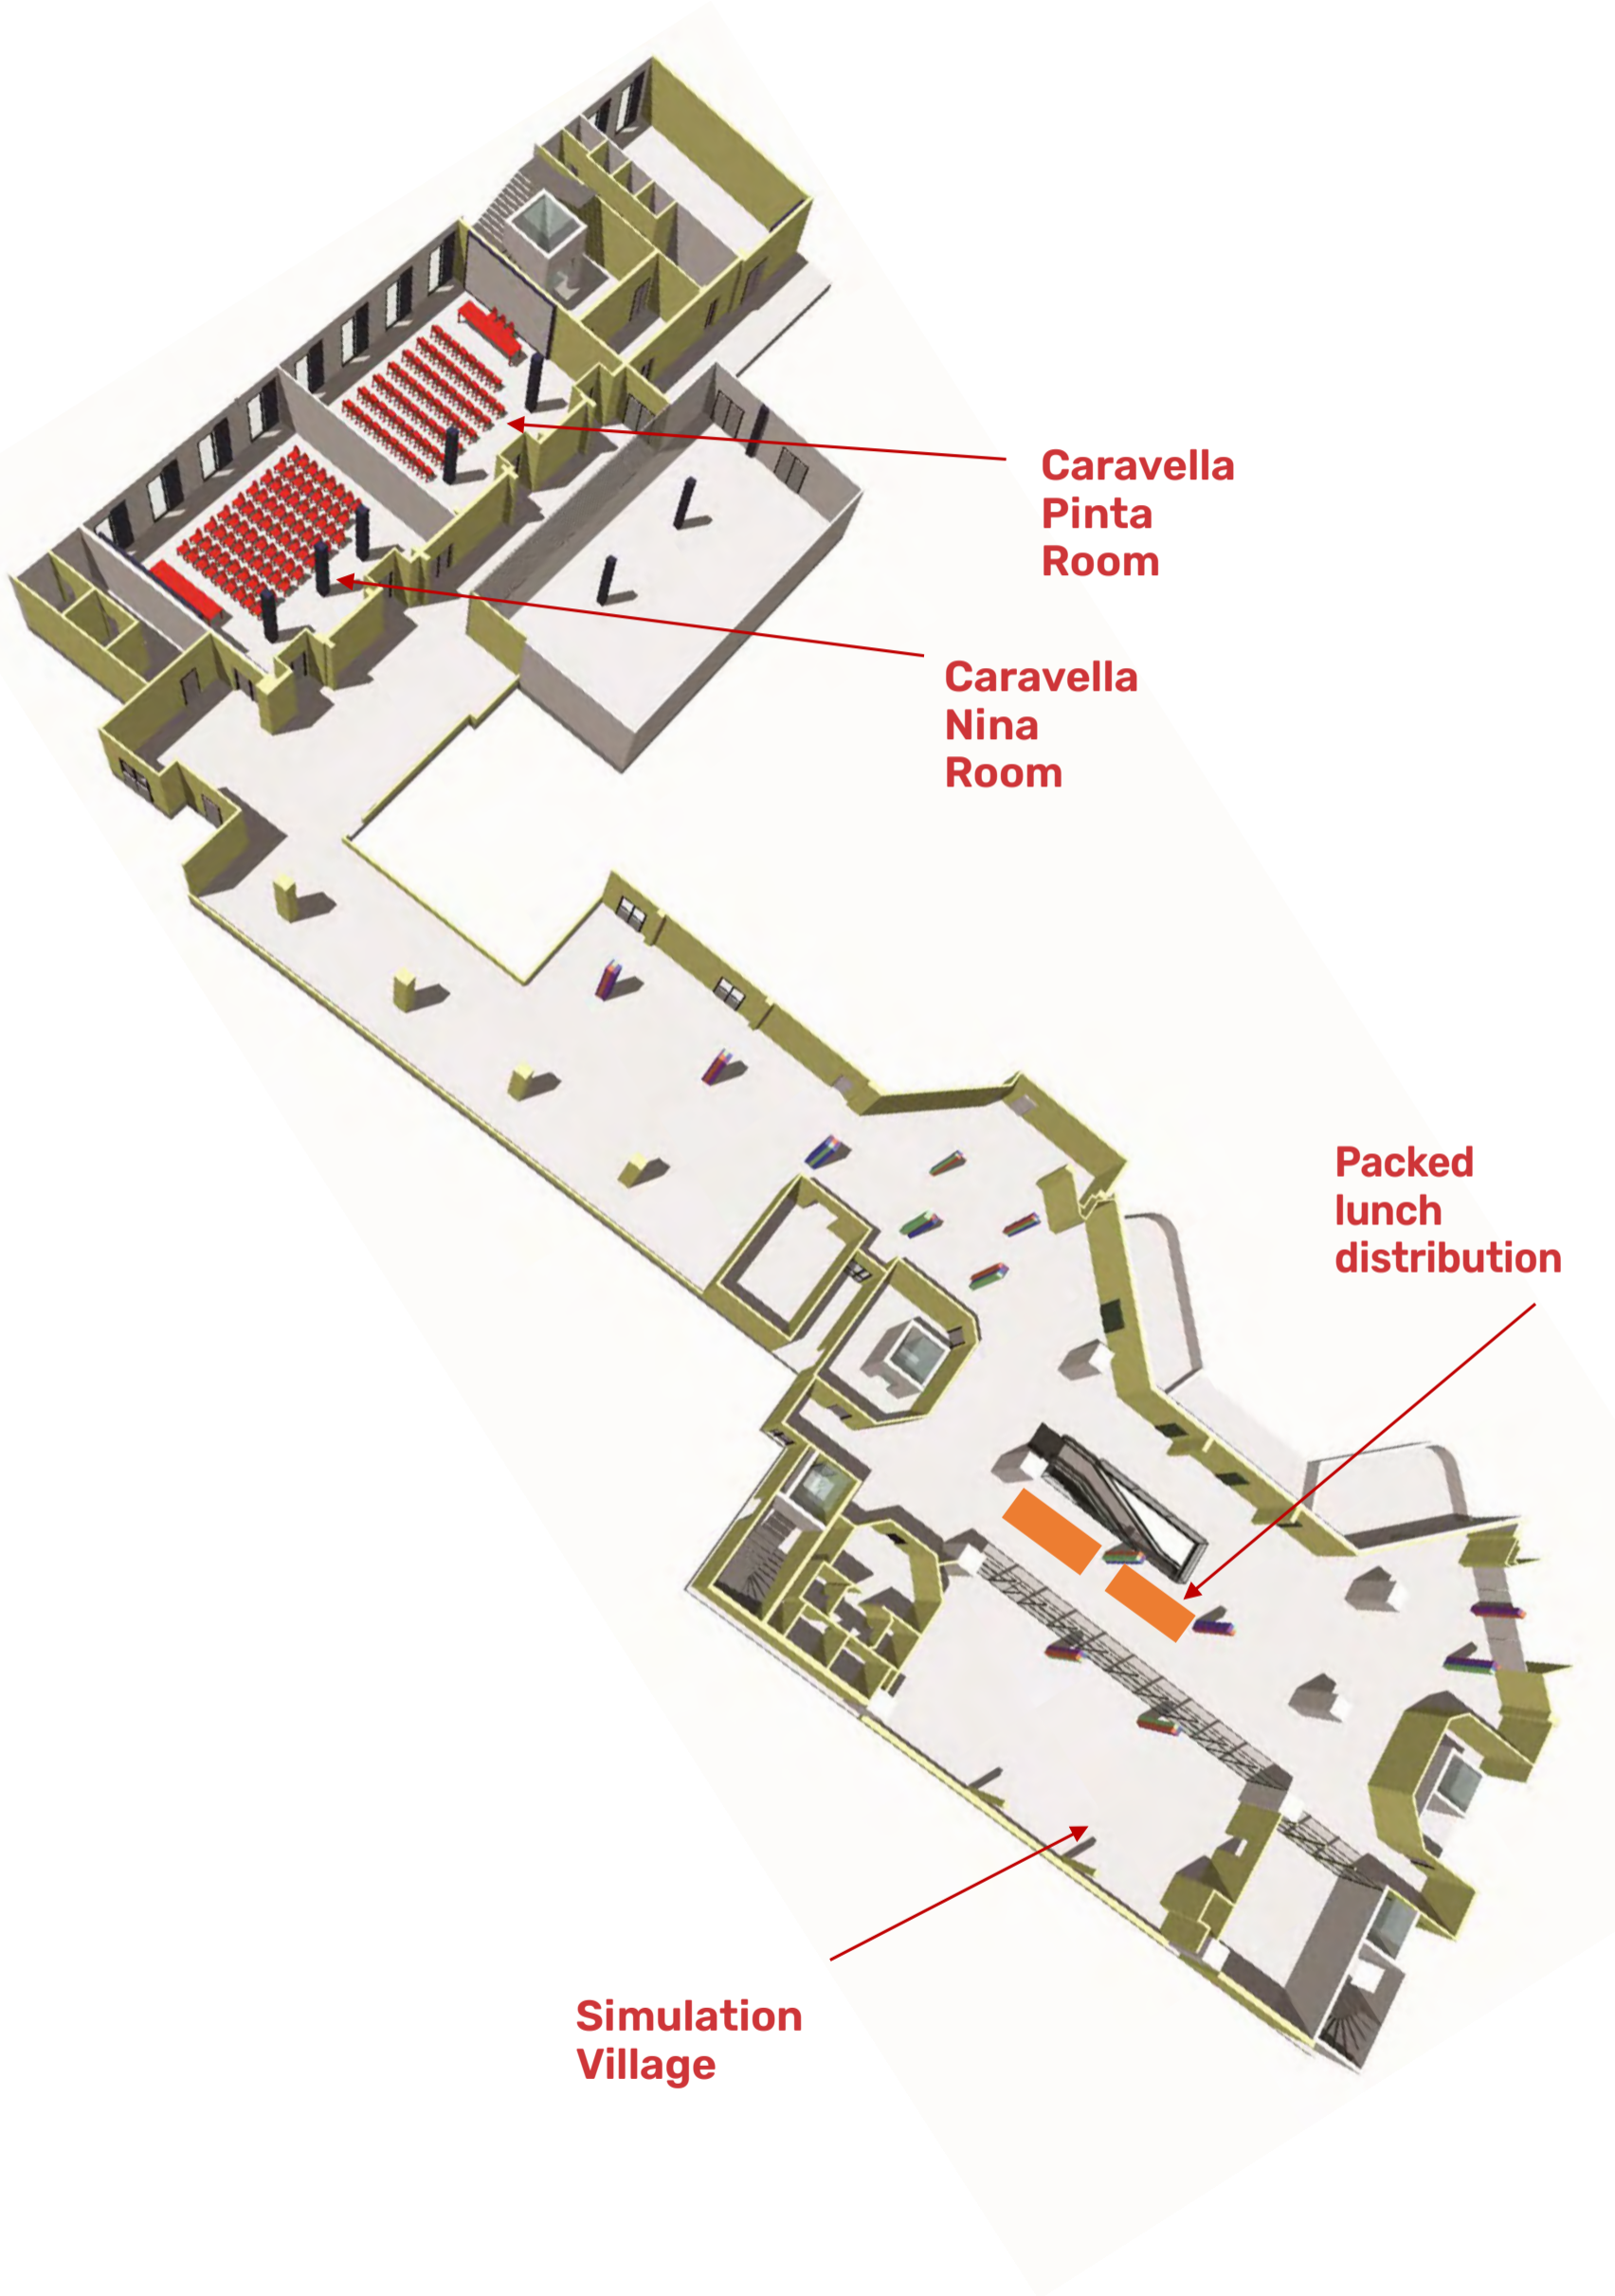 Caravella
Pinta
Room
Caravella
Nina
Room
Packed
lunch
distribution
Simulation
Village